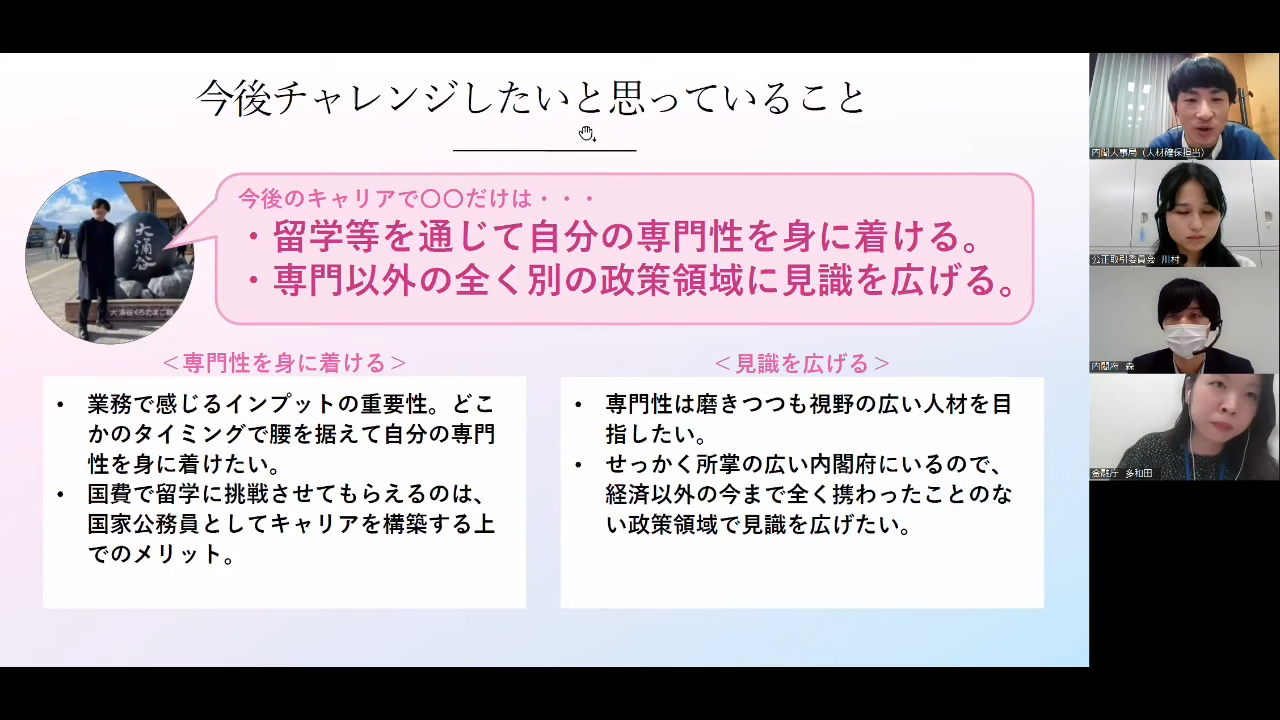 今後チャレンジしたいと思っていること
今後のキャリアで〇〇だけは・・・
・留学等を通じて自分の専門性を身に着ける。
・専門以外の全く別の政策領域に見識を広げる。
大涌谷
大涌谷くろたまご館
＜専門性を身に着ける＞
• 業務で感じるインプットの重要性。どこ
かのタイミングで腰を据えて自分の専門
性を身に着けたい。
• 国費で留学に挑戦させてもらえるのは、
国家公務員としてキャリアを構築する上
でのメリット。
＜見識を広げる＞
• 専門性は磨きつつも視野の広い人材を目
指したい。
• せっかく所掌の広い内閣府にいるので、
経済以外の今まで全く携わったことのな
い政策領域で見識を広げたい。
内閣人事局（人材確保担当）
公正取引委員会 川村
内閣府 森
金融庁 多和田